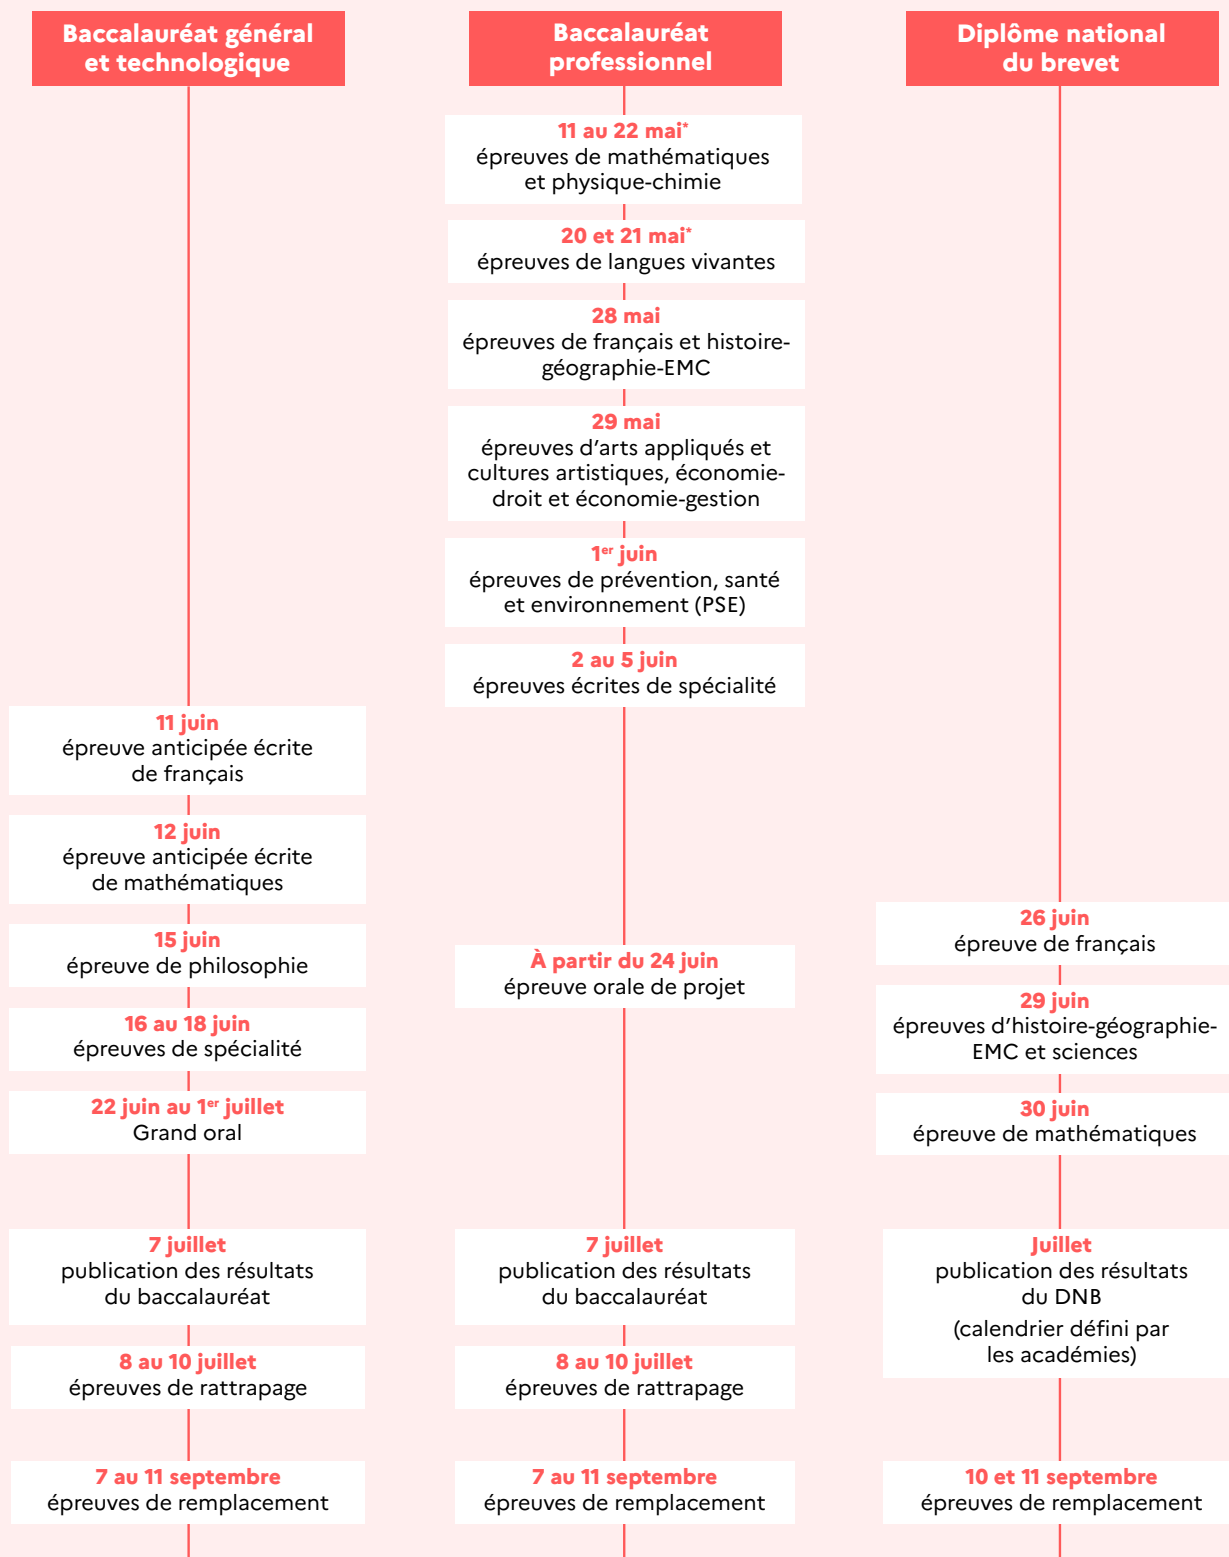 Baccalauréat général
et technologique
11 juin
épreuve anticipée écrite
de français
12 juin
épreuve anticipée écrite
de mathématiques
15 juin
épreuve de philosophie
16 au 18 juin
épreuves de spécialité
22 juin au 1er juillet
Grand oral
7 juillet
publication des résultats
du baccalauréat
8 au 10 juillet
épreuves de rattrapage
7 au 11 septembre
épreuves de remplacement
Baccalauréat
professionnel
11 au 22 mai*
épreuves de mathématiques
et physique-chimie
20 et 21 mai*
épreuves de langues vivantes
28 mai
épreuves de français et histoire-
géographie-EMC
29 mai
épreuves d’arts appliqués et
cultures artistiques, économie-
droit et économie-gestion
1er juin
épreuves de prévention, santé
et environnement (PSE)
2 au 5 juin
épreuves écrites de spécialité
À partir du 24 juin
épreuve orale de projet
7 juillet
publication des résultats
du baccalauréat
8 au 10 juillet
épreuves de rattrapage
7 au 11 septembre
épreuves de remplacement
Diplôme national
du brevet
26 juin
épreuve de français
29 juin
épreuves d’histoire-géographie-
EMC et sciences
30 juin
épreuve de mathématiques
Juillet
publication des résultats
du DNB
(calendrier défini par
les académies)
10 et 11 septembre
épreuves de remplacement